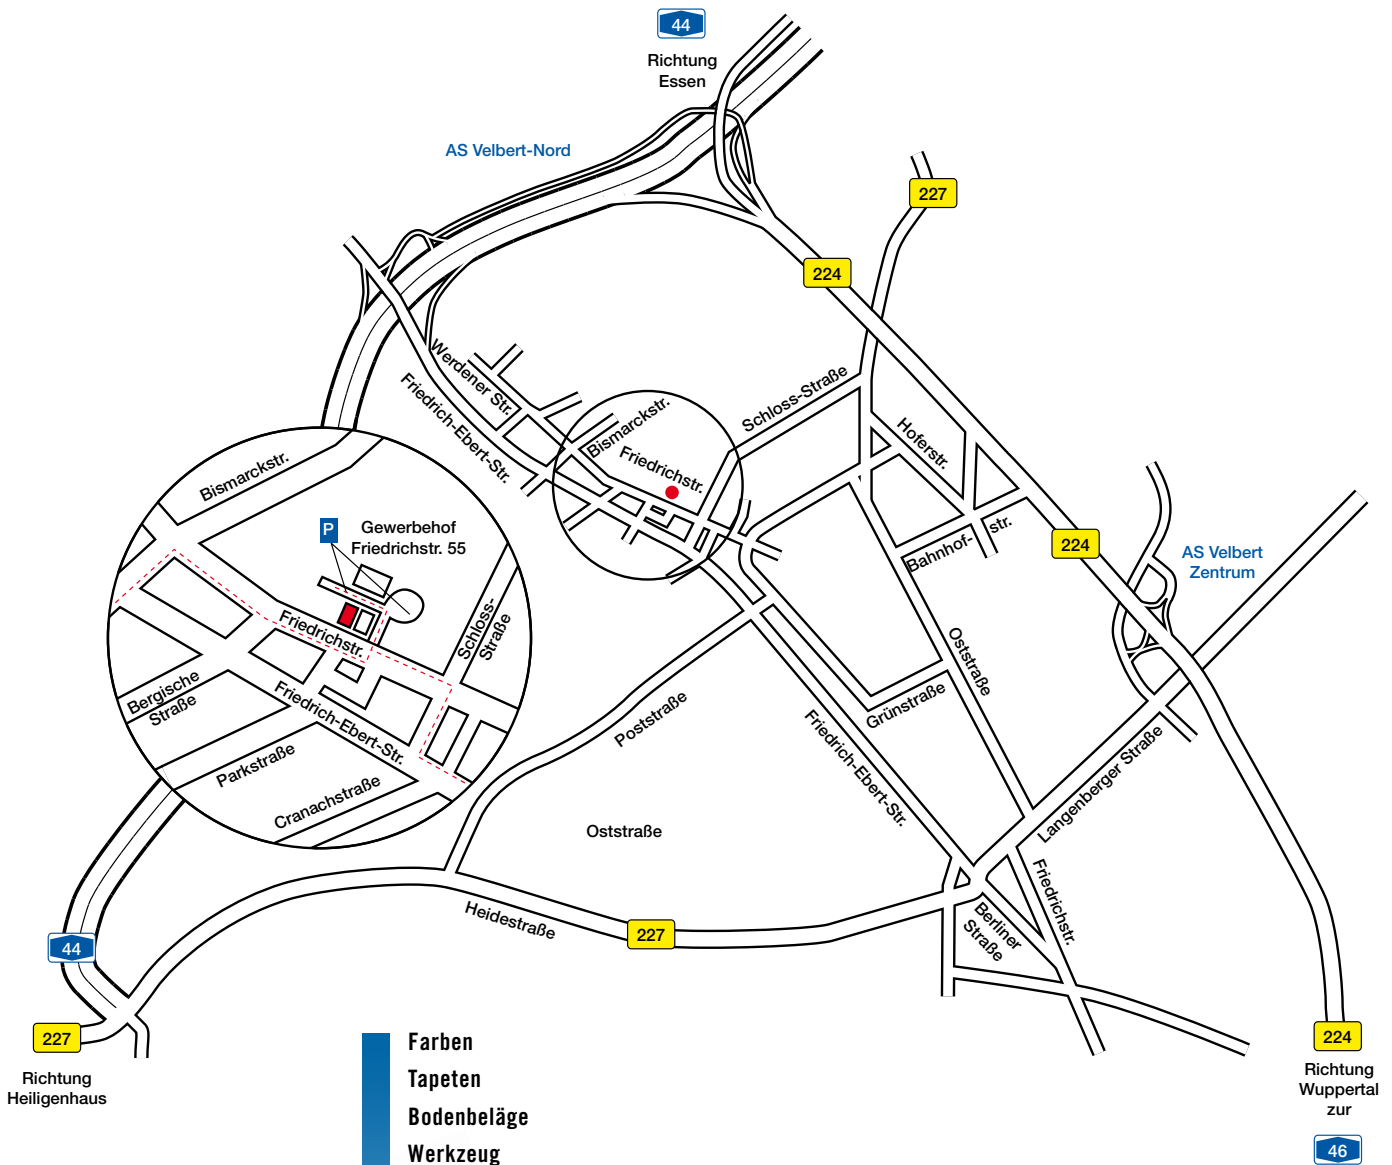 44
Richtung
Essen
AS Velbert-Nord
227
224
Werdener Str.
Friedrich-Ebert-Str.
Bismarckstr.
Friedrichstr.
Schloss-Straße
Hoferstr.
Bahnhof-
str.
224
AS Velbert
Zentrum
Bismarckstr.
P
Gewerbehof
Friedrichstr. 55
Friedrichstr.
Schloss-
Straße
Bergische
Straße
Friedrich-Ebert-Str.
Parkstraße
Cranachstraße
Poststraße
Oststraße
Grünstraße
Friedrich-Ebert-Str.
Langenberger Straße
Oststraße
Heidestraße
227
Berliner
Straße
Friedrichstr.
44
227
Richtung
Heiligenhaus
224
Richtung
Wuppertal
zur
46
Farben
Tapeten
Bodenbeläge
Werkzeug